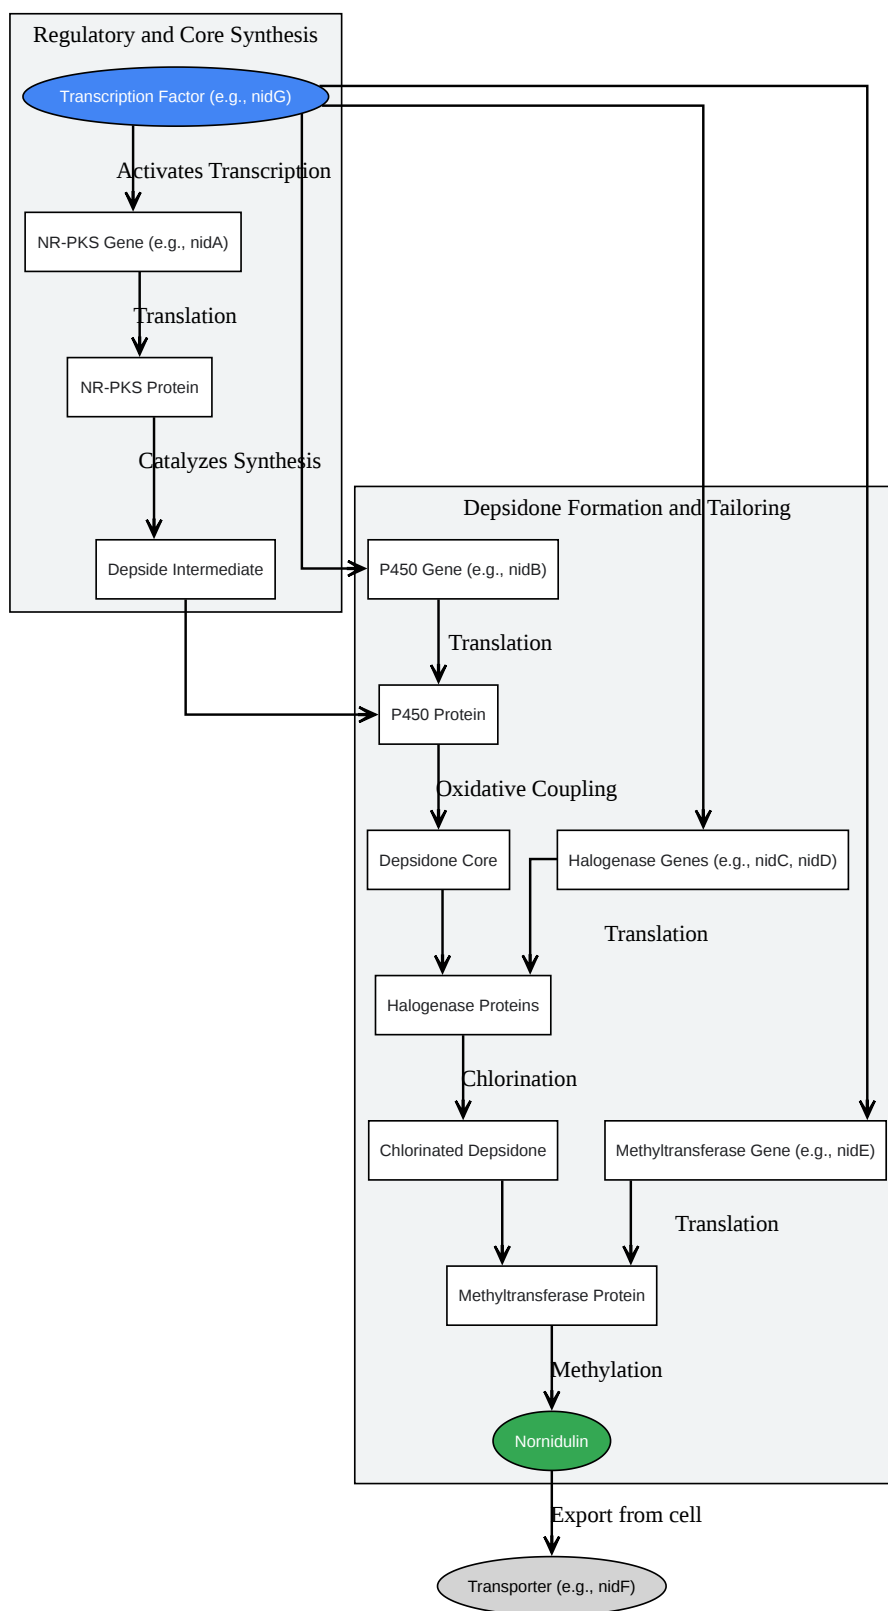 Regulatory and Core Synthesis
Transcription Factor (e.g., nidG)
Activates Transcription
NR-PKS Gene (e.g., nidA)
Translation
NR-PKS Protein
Catalyzes Synthesis
Depside Intermediate
Depsidone Formation and Tailoring
P450 Gene (e.g., nidB)
Translation
P450 Protein
Oxidative Coupling
Depsidone Core
Halogenase Genes (e.g., nidC, nidD)
Translation
Halogenase Proteins
Chlorination
Chlorinated Depsidone
Methyltransferase Gene (e.g., nidE)
Translation
Methyltransferase Protein
Methylation
Nornidulin
Export from cell
Transporter (e.g., nidF)